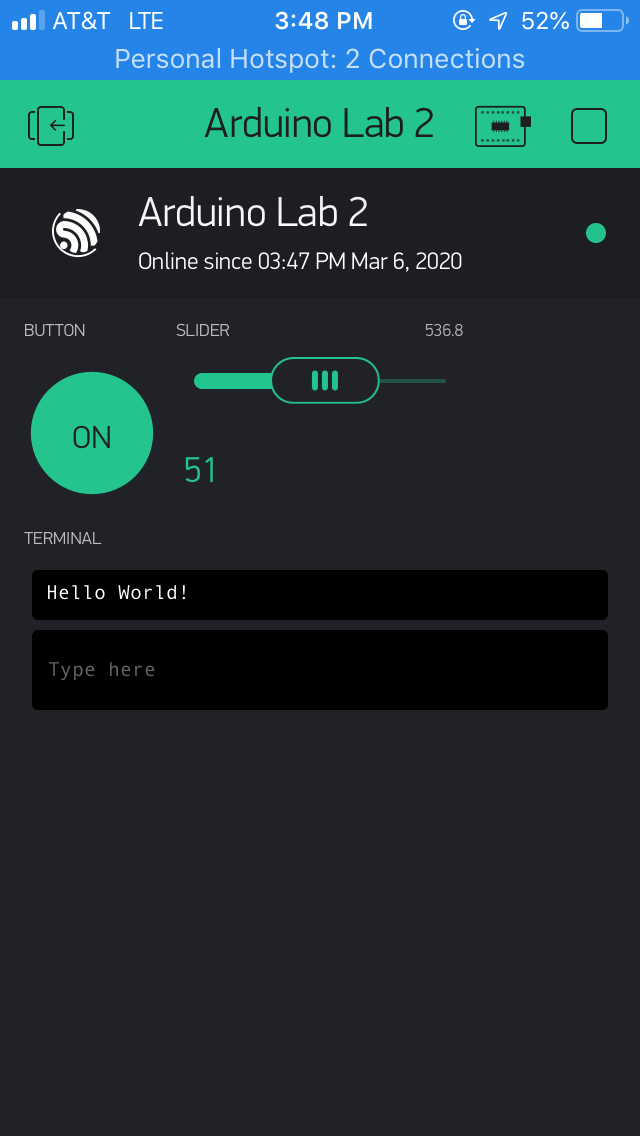 AT&T LTE 3:48 PM 52%
Personal Hotspot: 2 Connections
Arduino Lab 2
Arduino Lab 2
Online since 03:47 PM Mar 6, 2020
BUTTON SLIDER 536.8
ON
51
TERMINAL
Hello World!
Type here